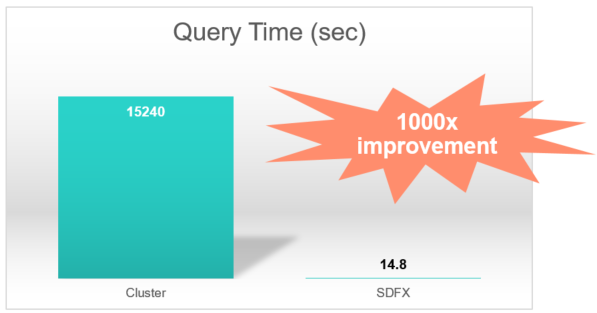 Query Time (sec)
15240
1000x
improvement
14.8
Cluster
SDFX